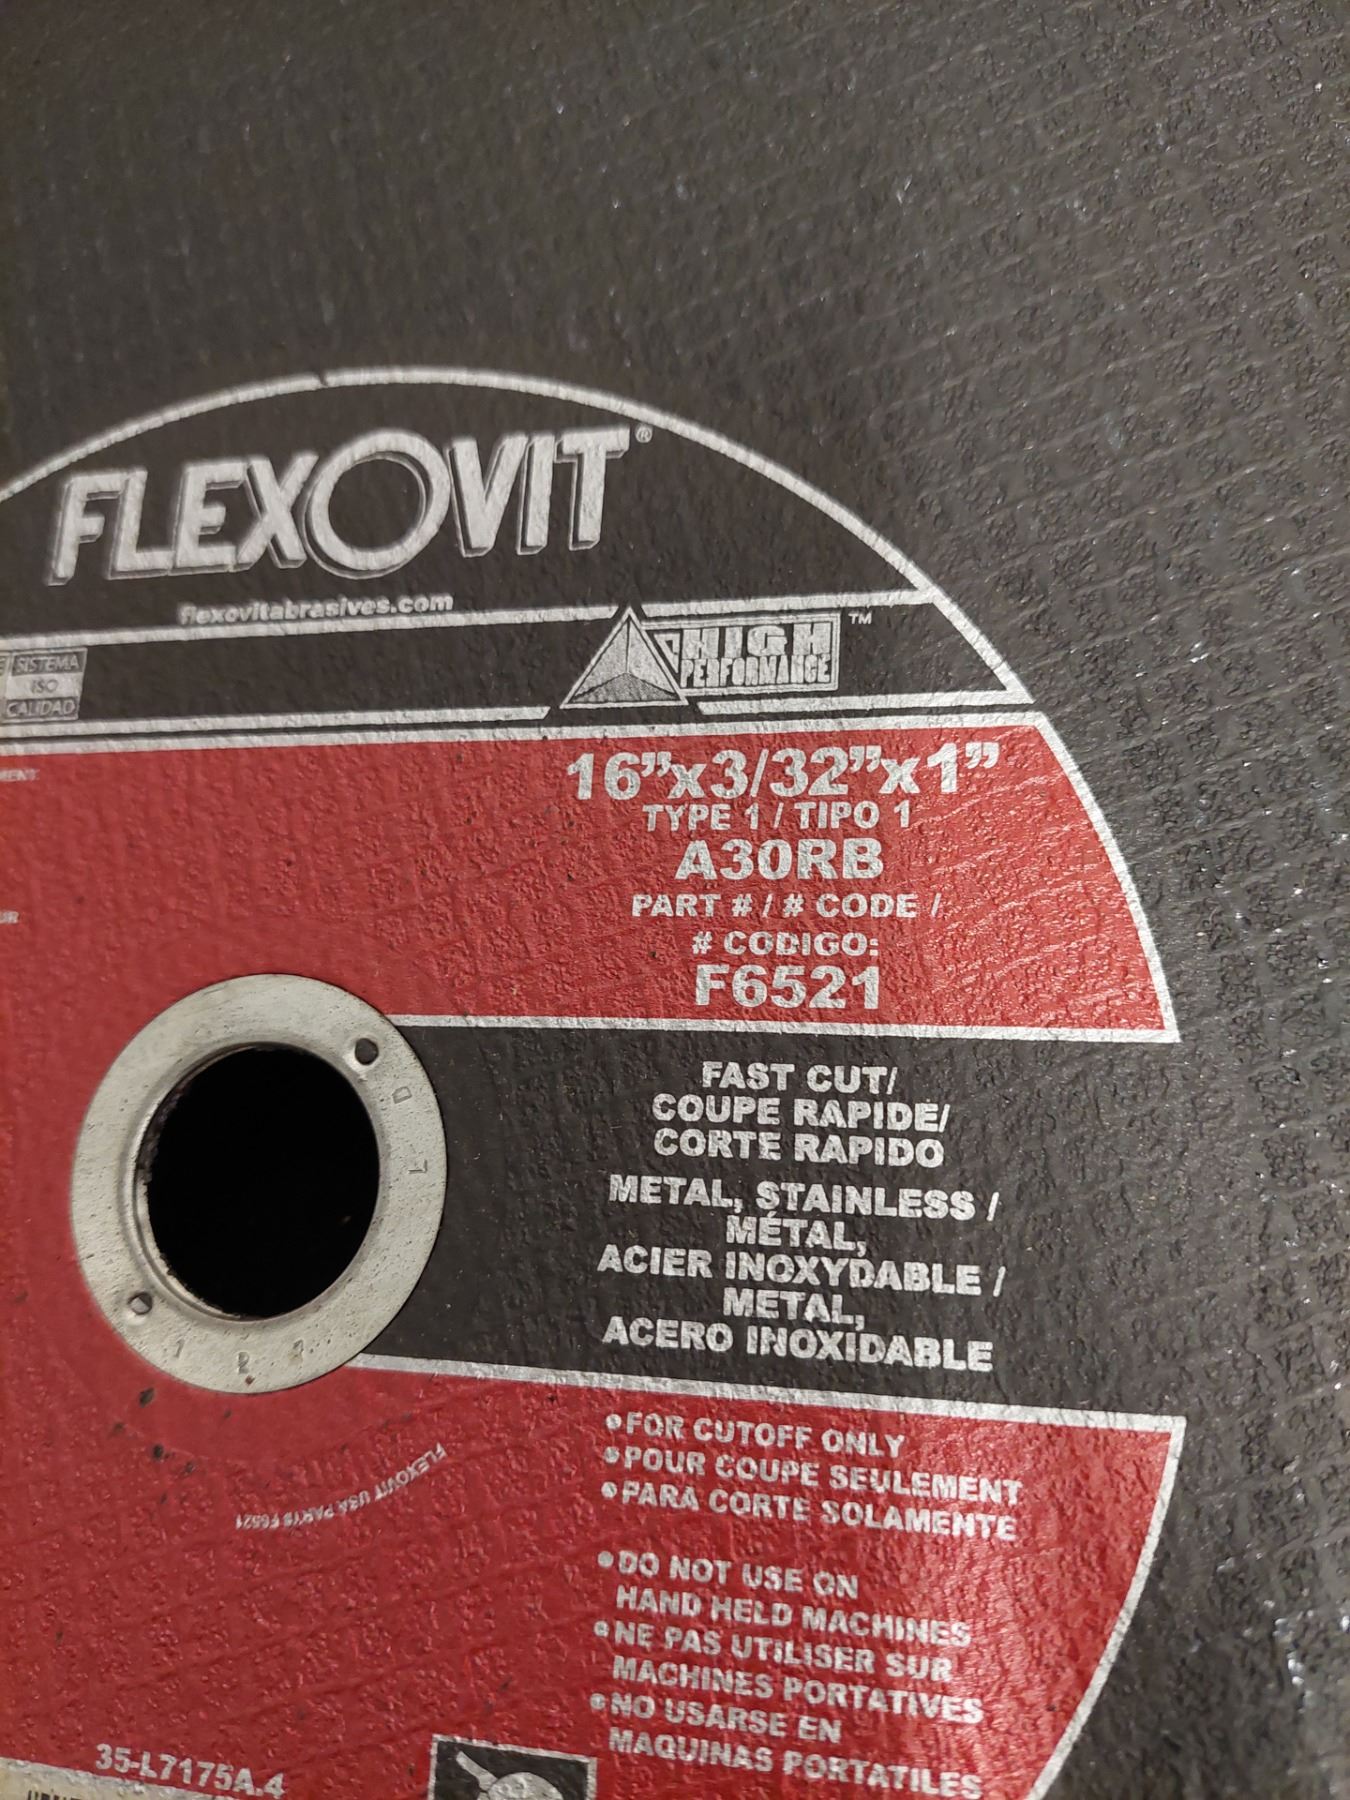 FLEXOVIT®
flexovitabrasives.com
HIGH PERFORMANCE ™
SISTEMA
ISO
CALIDAD
16”x3/32”x1”
TYPE 1 / TIPO 1
A30RB
PART # / # CODE /
# CODIGO:
F6521
FAST CUT/
COUPE RAPIDE/
CORTE RAPIDO
METAL, STAINLESS /
MÉTAL,
ACIER INOXYDABLE /
METAL,
ACERO INOXIDABLE
•FOR CUTOFF ONLY
•POUR COUPE SEULEMENT
•PARA CORTE SOLAMENTE
•DO NOT USE ON
HAND HELD MACHINES
•NE PAS UTILISER SUR
MACHINES PORTATIVES
•NO USARSE EN
MAQUINAS PORTATILES
FLEXOVIT USA PART# F6521
35-L7175A.4